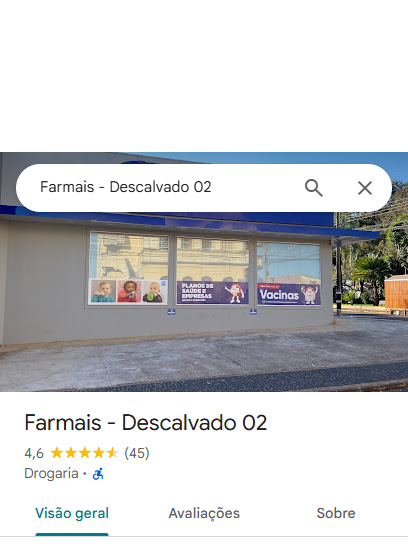 Farmais - Descalvado 02
PLANOS DE
SAÚDE E
EMPRESAS
Vacinas
Farmais - Descalvado 02
4,6 (45)
Drogaria ·
Visão geral Avaliações Sobre